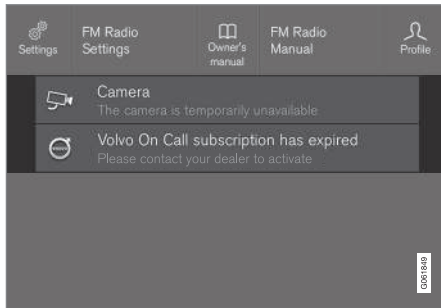 FM Radio
FM Radio
Settings
Settings
Owner's
manual
Manual
Profile
Camera
The camera is temporarily unavailable
Volvo On Call subscription has expired
Please contact your dealer to activate
G061849